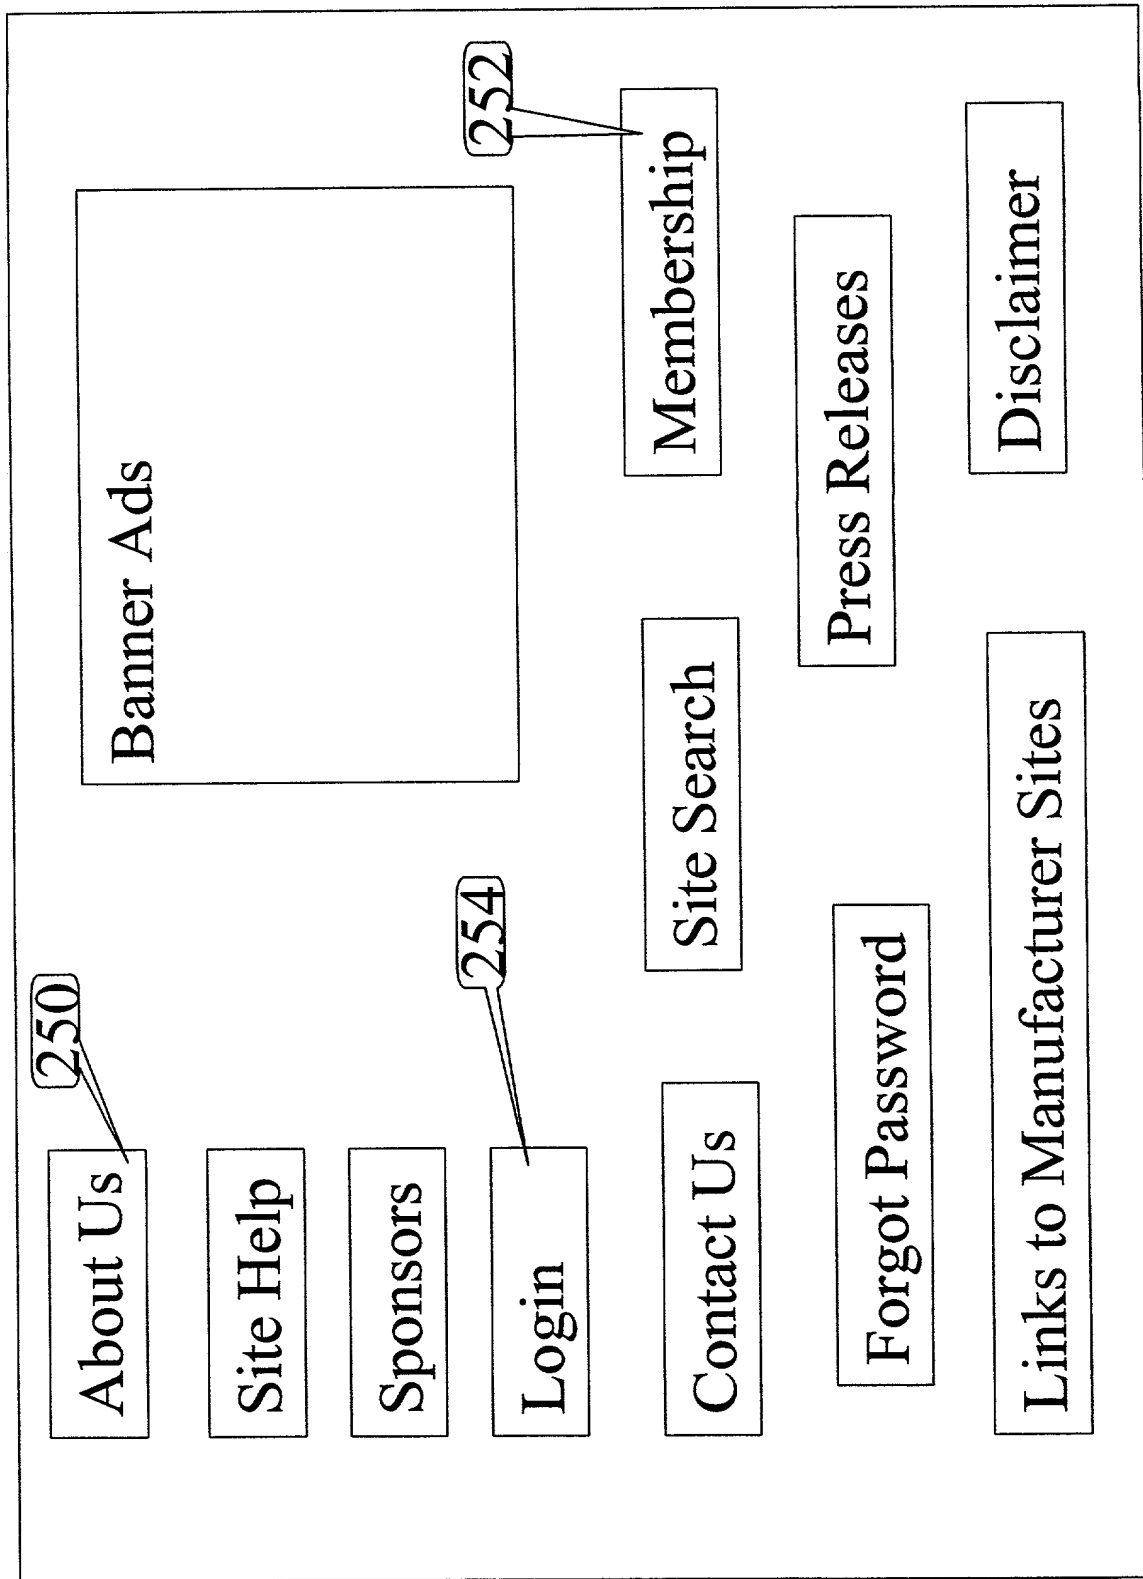 250
About Us
Banner Ads
Site Help
Sponsors
254
252
Login
Contact Us
Site Search
Membership
Forgot Password
Press Releases
Links to Manufacturer Sites
Disclaimer